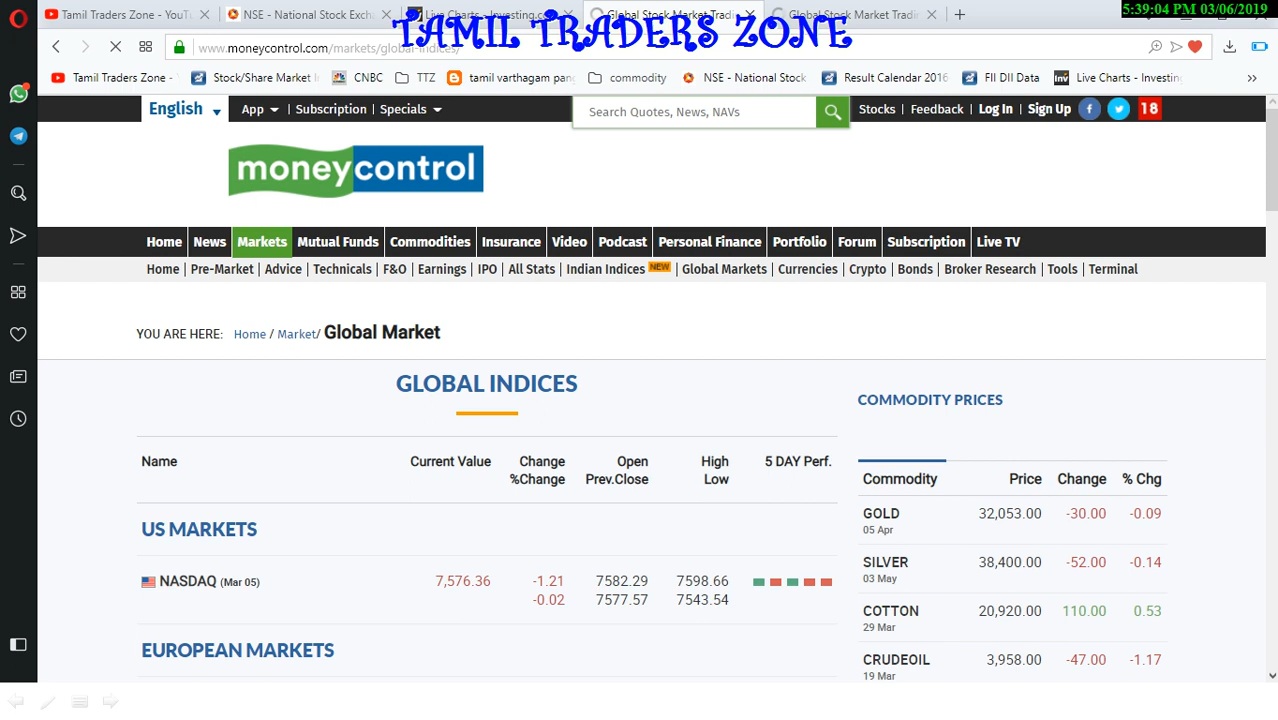 5:39:04 PM 03/06/2019
TAMIL TRADERS ZONE
Tamil Traders Zone - YouT
NSE - National Stock Exch
Live Charts - Investing.co
Global Stock Market Tradi
Global Stock Market Tradin
www.moneycontrol.com/markets/global-indices/
Tamil Traders Zone -
Stock/Share Market I
CNBC
TTZ
tamil varthagam pan
commodity
NSE - National Stock
Result Calendar 2016
FII DII Data
Live Charts - Investin
English
App | Subscription | Specials
Search Quotes, News, NAVs
Stocks | Feedback | Log In | Sign Up
18
moneycontrol
Home News Markets Mutual Funds Commodities Insurance Video Podcast Personal Finance Portfolio Forum Subscription Live TV
Home | Pre-Market | Advice | Technicals | F&O | Earnings | IPO | All Stats | Indian Indices NEW | Global Markets | Currencies | Crypto | Bonds | Broker Research | Tools | Terminal
YOU ARE HERE: Home / Market/ Global Market
GLOBAL INDICES
Name Current Value Change Open High 5 DAY Perf.
%Change Prev.Close Low
US MARKETS
NASDAQ (Mar 05) 7,576.36 -1.21 7582.29 7598.66
-0.02 7577.57 7543.54
EUROPEAN MARKETS
COMMODITY PRICES
Commodity Price Change % Chg
GOLD 32,053.00 -30.00 -0.09
05 Apr
SILVER 38,400.00 -52.00 -0.14
03 May
COTTON 20,920.00 110.00 0.53
29 Mar
CRUDEOIL 3,958.00 -47.00 -1.17
19 Mar